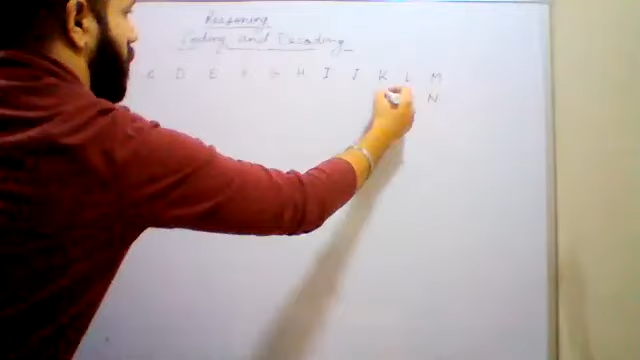 Reasoning
Coding and Decoding
C D E F G H I J K L M
N